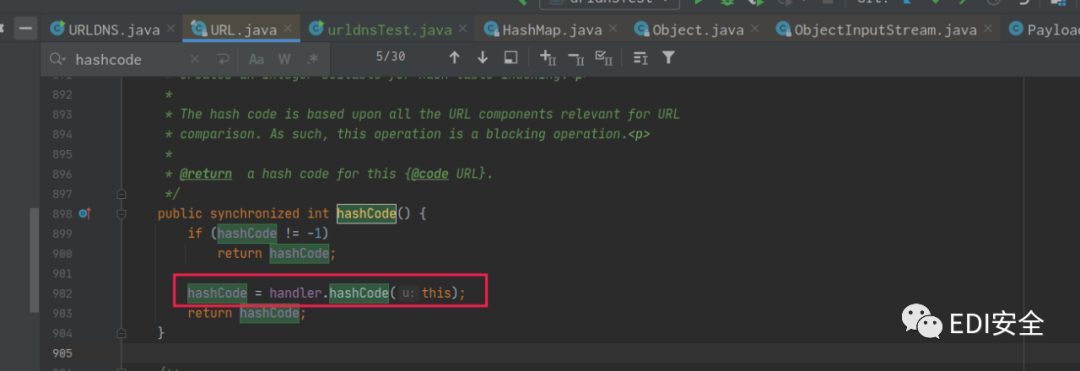 URLDNS.java × URL.java × urldnsTest.java × HashMap.java × Object.java × ObjectInputStream.java × Payload
hashcode × Aa W .* 5/30
892 *
893 * The hash code is based upon all the URL components relevant for URL
894 * comparison. As such, this operation is a blocking operation.<p>
895 *
896 * @return a hash code for this {@code URL}.
897 */
898 public synchronized int hashCode() {
899 if (hashCode != -1)
900 return hashCode;
901
902 hashCode = handler.hashCode( u: this);
903 return hashCode;
904 }
905
EDI安全